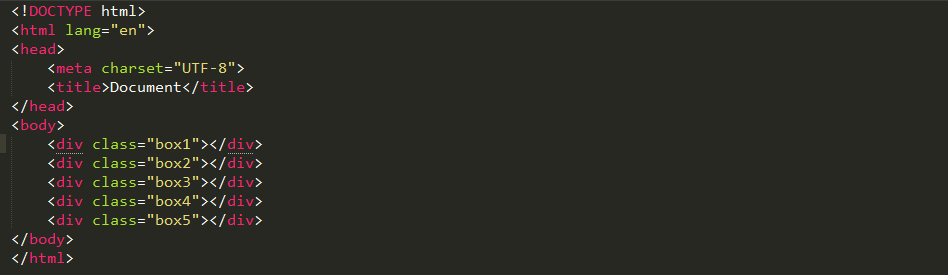 <!DOCTYPE html>
<html lang="en">
<head>
    <meta charset="UTF-8">
    <title>Document</title>
</head>
<body>
    <div class="box1"></div>
    <div class="box2"></div>
    <div class="box3"></div>
    <div class="box4"></div>
    <div class="box5"></div>
</body>
</html>